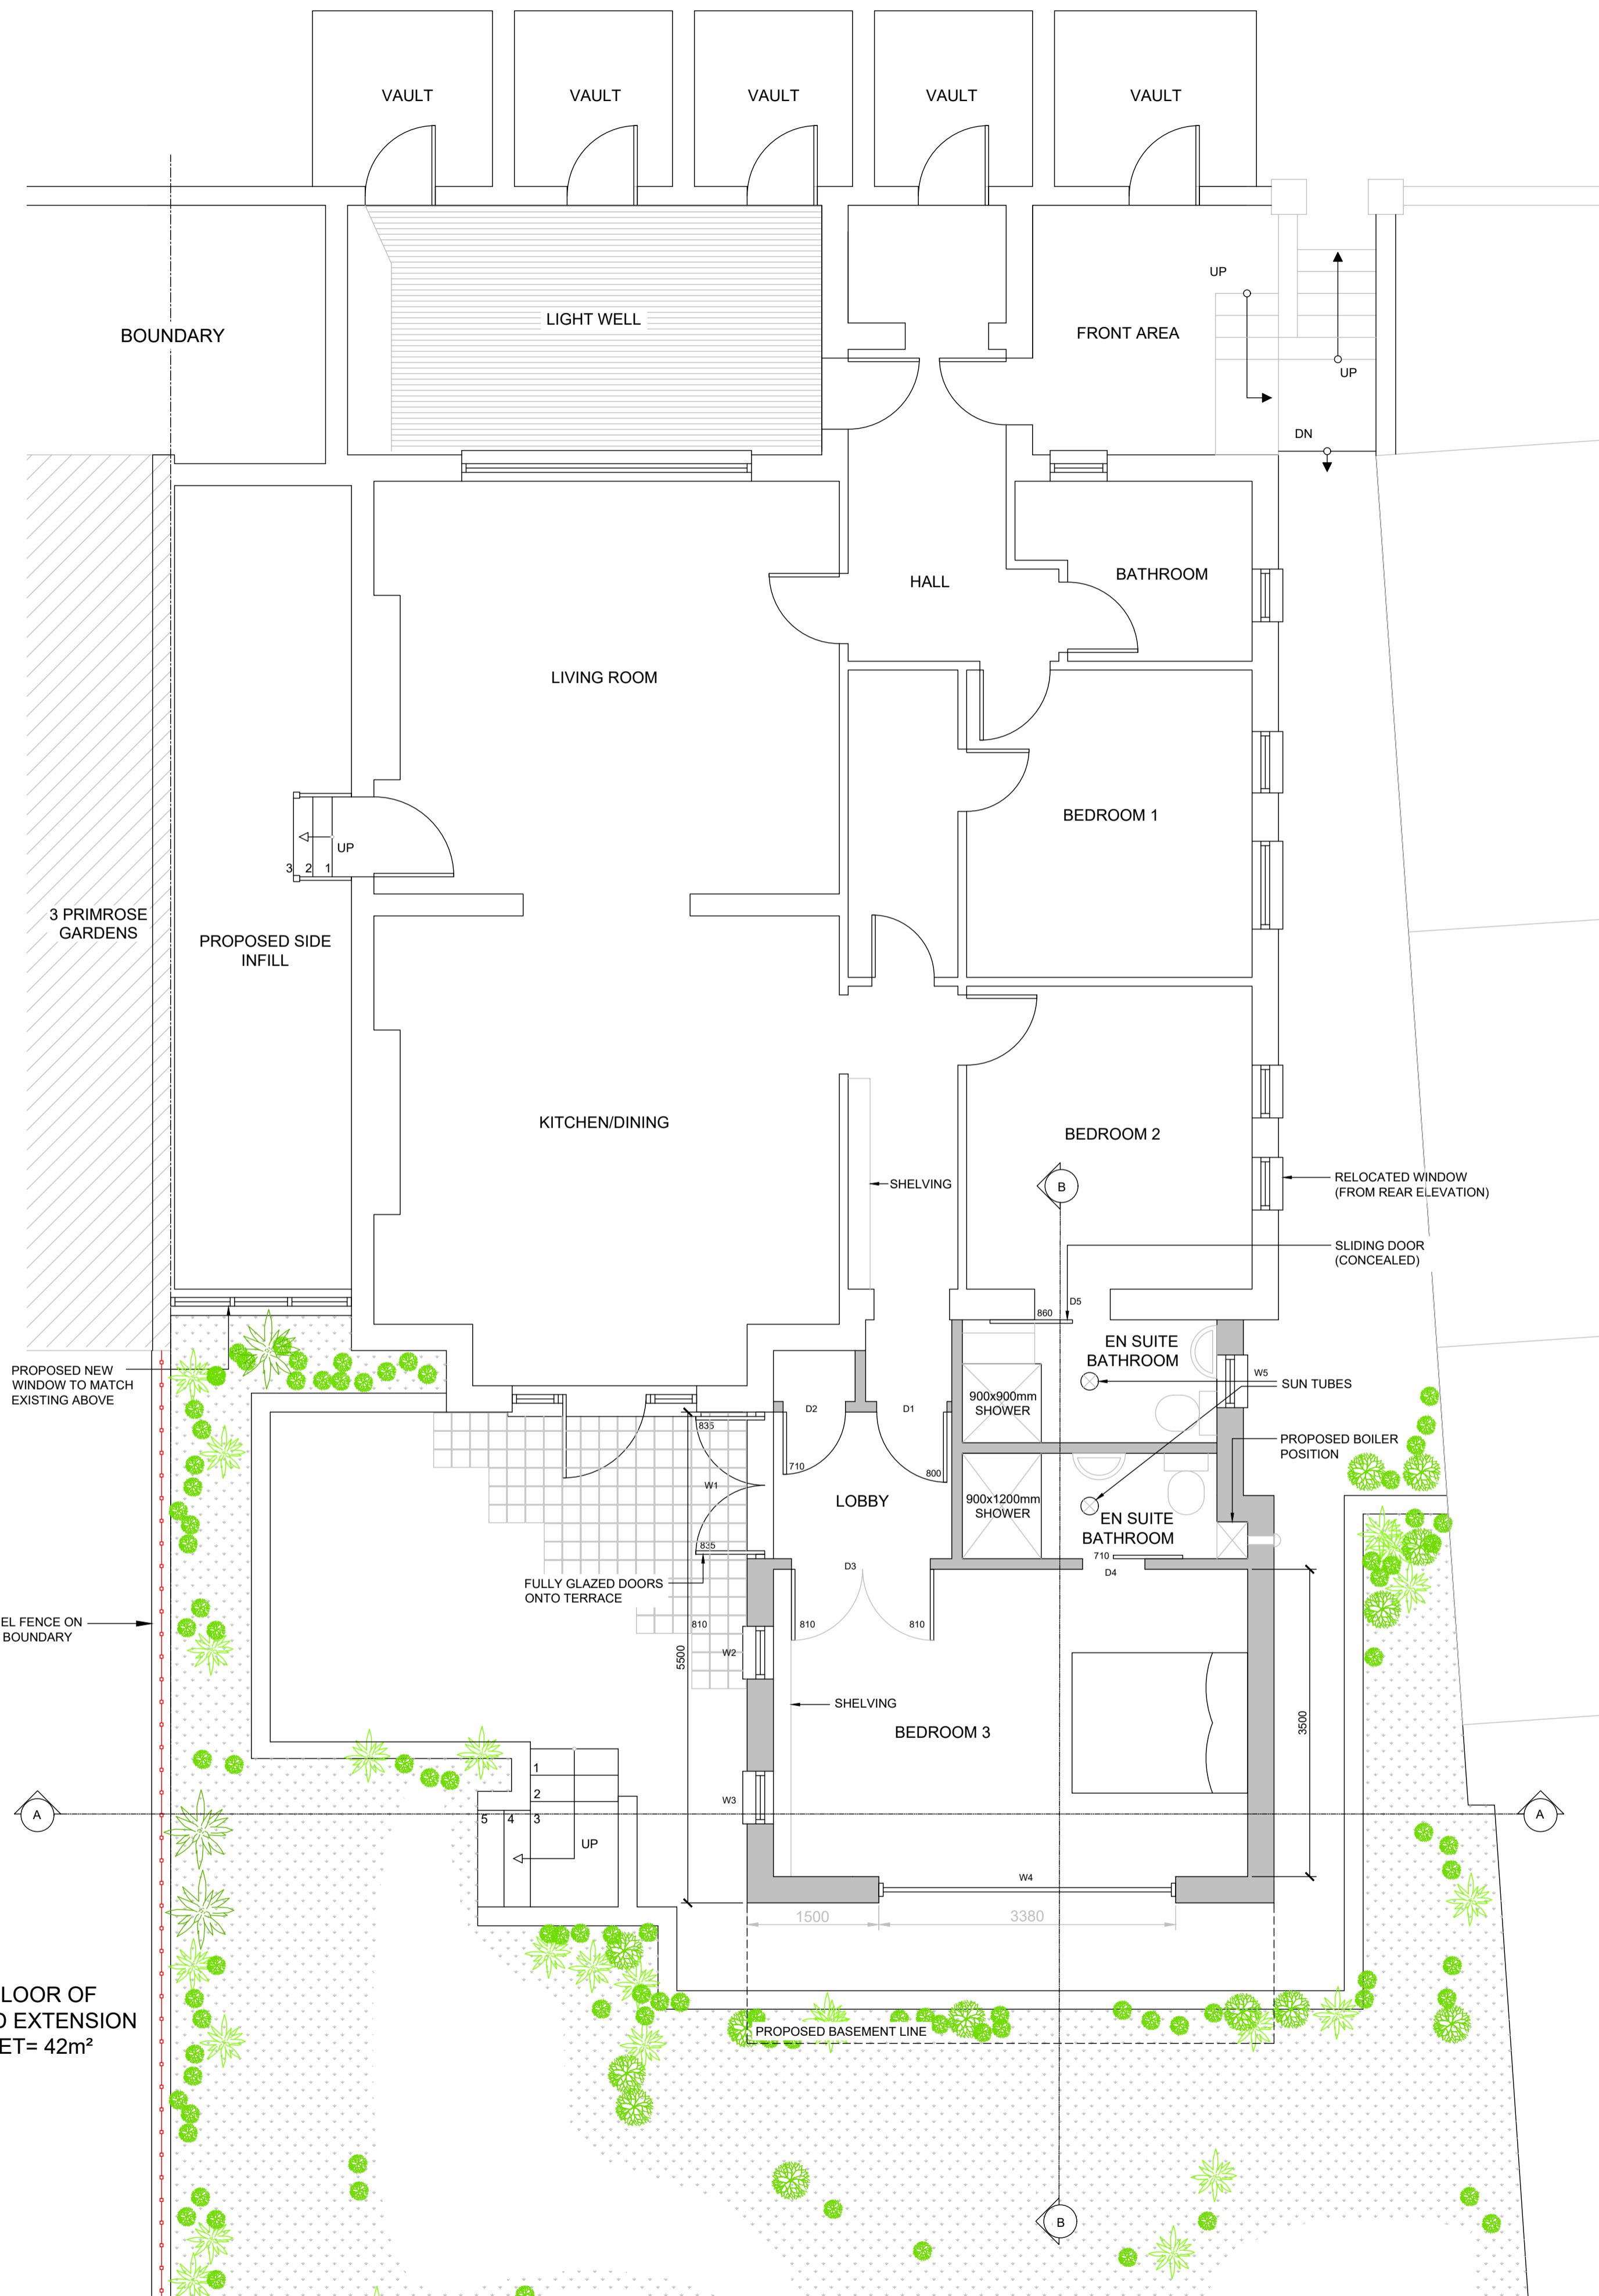 VAULT
VAULT
VAULT
VAULT
VAULT
BOUNDARY
LIGHT WELL
FRONT AREA
UP
UP
DN
HALL
BATHROOM
LIVING ROOM
BEDROOM 1
UP
3 2 1
3 PRIMROSE
GARDENS
PROPOSED SIDE
INFILL
KITCHEN/DINING
BEDROOM 2
B
SHELVING
RELOCATED WINDOW
(FROM REAR ELEVATION)
SLIDING DOOR
(CONCEALED)
D5
860
EN SUITE
BATHROOM
W5
SUN TUBES
PROPOSED NEW
WINDOW TO MATCH
EXISTING ABOVE
900x900mm
SHOWER
D2
D1
835
710
800
W1
PROPOSED BOILER
POSITION
LOBBY
900x1200mm
SHOWER
EN SUITE
BATHROOM
835
D3
710
D4
FULLY GLAZED DOORS
ONTO TERRACE
EL FENCE ON
BOUNDARY
810
810
810
W2
5500
SHELVING
BEDROOM 3
3500
1
2
5 4 3
UP
W3
A
A
W4
1500
3380
LOOR OF
D EXTENSION
ET= 42m²
PROPOSED BASEMENT LINE
B